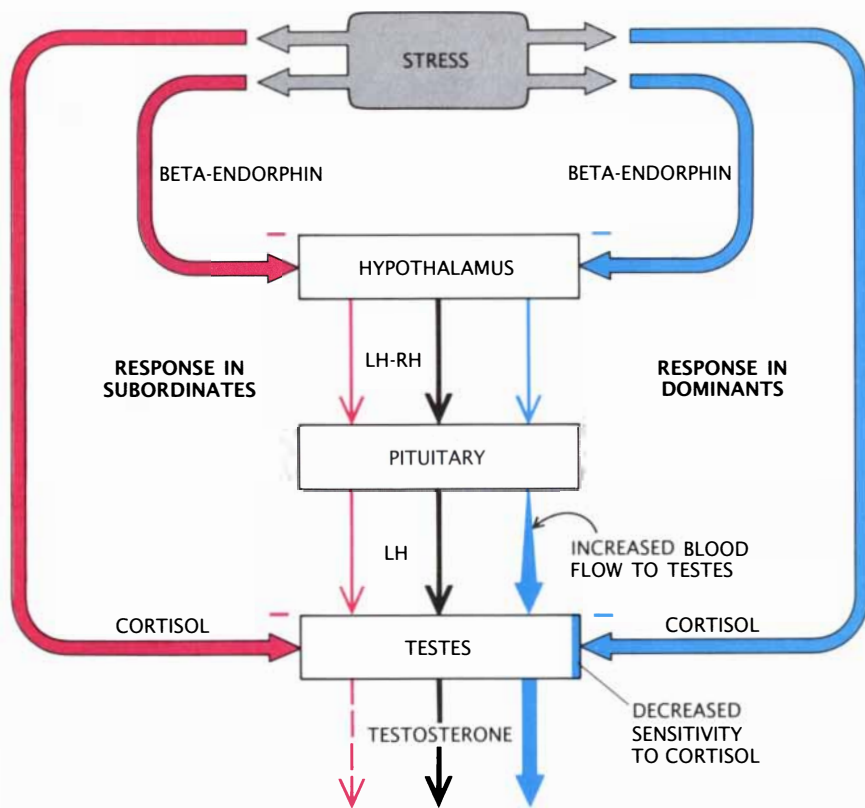 STRESS
BETA-ENDORPHIN
BETA-ENDORPHIN
HYPOTHALAMUS
RESPONSE IN
SUBORDINATES
LH-RH
RESPONSE IN
DOMINANTS
PITUITARY
LH
INCREASED BLOOD
FLOW TO TESTES
CORTISOL
TESTES
CORTISOL
TESTOSTERONE
DECREASED
SENSITIVITY
TO CORTISOL